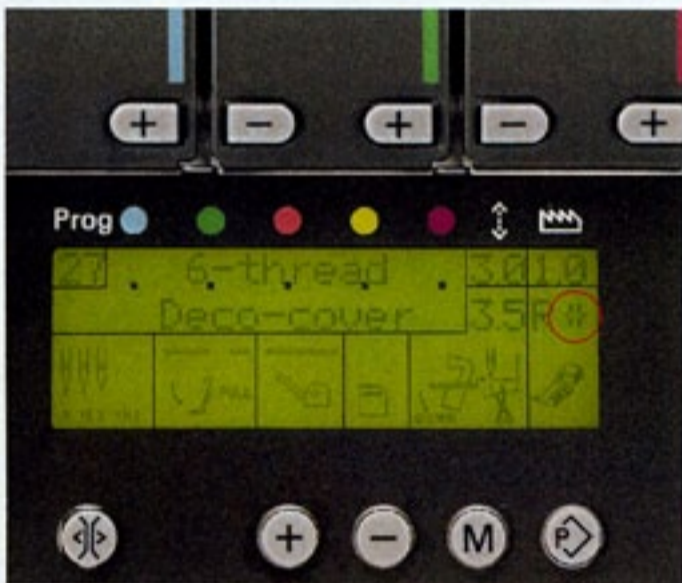 + - + - +
Prog
27 6-thread 3.0 1.0
Deco-cover 3.5 R
+ - M P